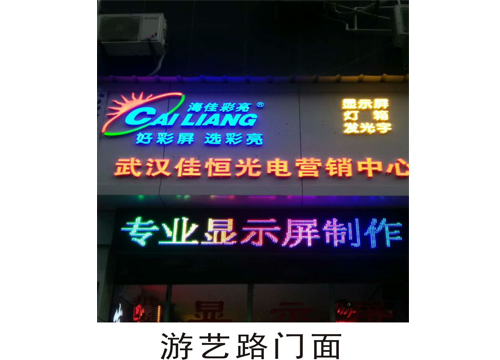 海佳彩亮®
CAI LIANG
好彩屏 选彩亮
显示屏
灯箱
发光字
武汉佳恒光电营销中心
专业显示屏制作
显示
游艺路门面